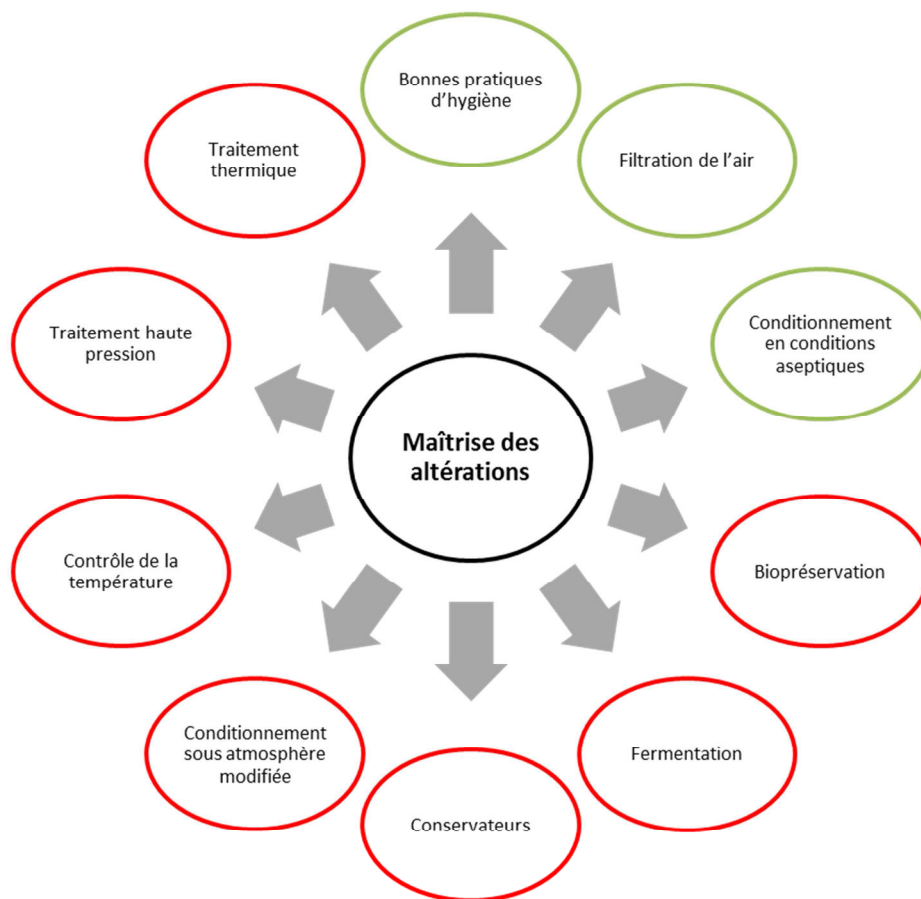 Bonnes pratiques
d’hygiène
Filtration de l’air
Traitement
thermique
Traitement haute
pression
Conditionnement
en conditions
aseptiques
Maîtrise des
altérations
Contrôle de la
température
Biopréservation
Conditionnement
sous atmosphère
modifiée
Fermentation
Conservateurs